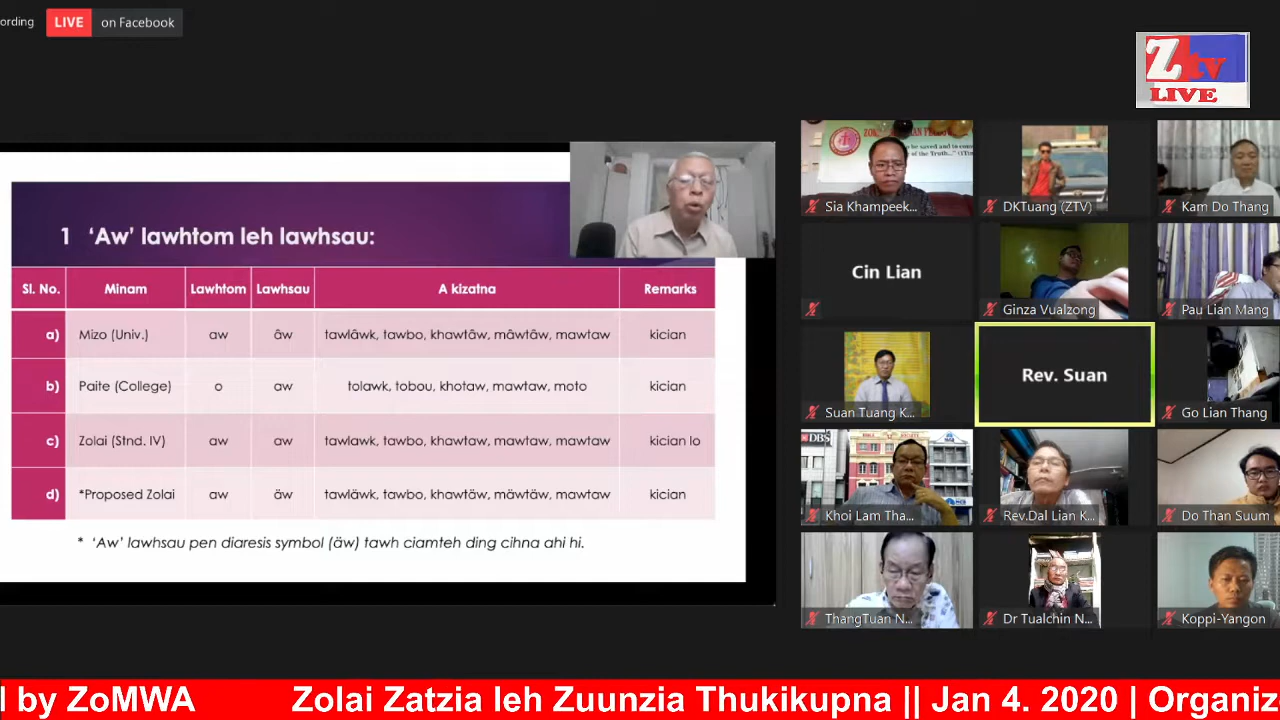 ording LIVE on Facebook
Ztv
LIVE
1 ‘Aw’ lawhtom leh lawhsau:
Sl. No. Minam Lawhtom Lawhsau A kizatna Remarks
a) Mizo (Univ.) aw âw tawlâwk, tawbo, khawtâw, mâwtâw, mawtaw kician
b) Paite (College) o aw tolawk, tobou, khotaw, mawtaw, moto kician
c) Zolai (Stnd. IV) aw aw tawlawk, tawbo, khawtaw, mawtaw, mawtaw kician lo
d) *Proposed Zolai aw äw tawläwk, tawbo, khawtäw, mäwtäw, mawtaw kician
* ‘Aw’ lawhsau pen diaresis symbol (äw) tawh ciamteh ding cihna ahi hi.
Sia Khampeek...
DKTuang (ZTV)
Kam Do Thang
Cin Lian
Ginza Vualzong
Pau Lian Mang
Suan Tuang K...
Rev. Suan
Go Lian Thang
DBS
Khoi Lam Tha...
Rev.Dal Lian K...
Do Than Suum
ThangTuan N...
Dr Tualchin N...
Koppi-Yangon
l by ZoMWA Zolai Zatzia leh Zuunzia Thukikupna || Jan 4. 2020 | Organiz